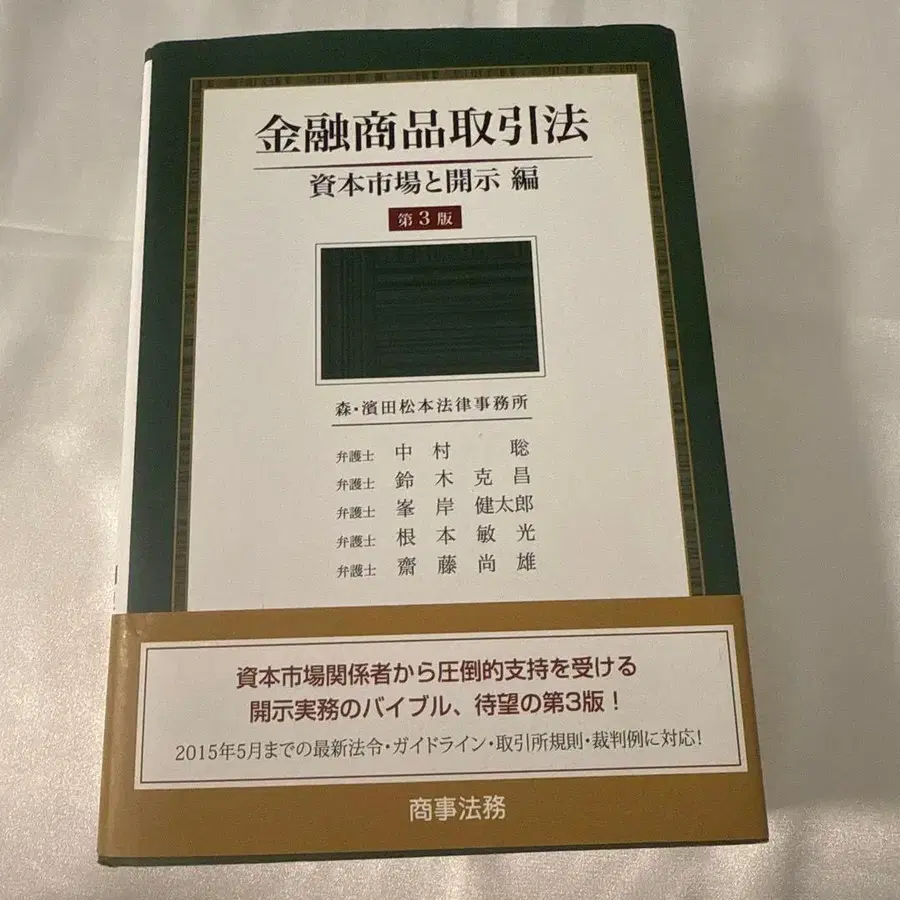 金融商品取引法
資本市場と開示 編
第3版
森・濱田松本法律事務所
弁護士 中村 聡
弁護士 鈴木克昌
弁護士 峯岸健太郎
弁護士 根本敏光
弁護士 齋藤尚雄
資本市場関係者から圧倒的支持を受ける
開示実務のバイブル、待望の第3版!
2015年5月までの最新法令・ガイドライン・取引所規則・裁判例に対応!
商事法務